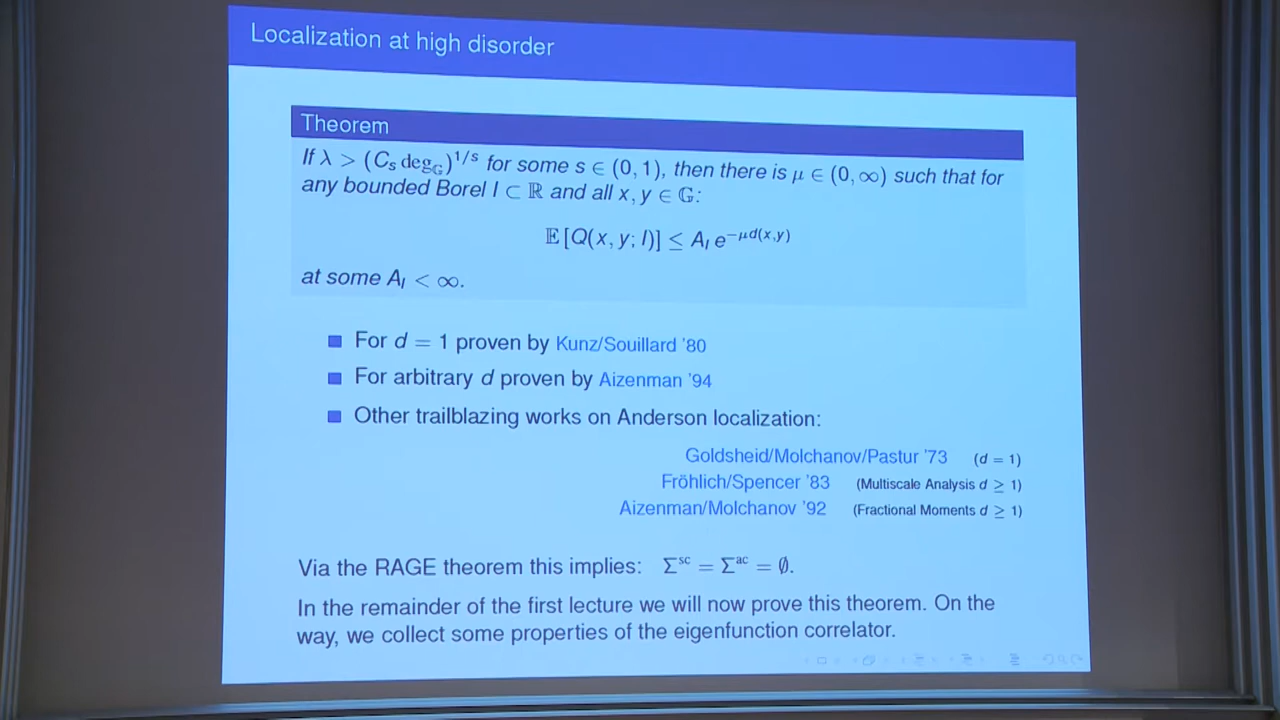 Localization at high disorder
Theorem
If λ > (Cₛ deg_G)^{1/s} for some s ∈ (0, 1), then there is μ ∈ (0, ∞) such that for
any bounded Borel I ⊂ ℝ and all x, y ∈ 𝔾:
𝔼 [Q(x, y; I)] ≤ A_I e^{−μd(x,y)}
at some A_I < ∞.
For d = 1 proven by Kunz/Souillard '80
For arbitrary d proven by Aizenman '94
Other trailblazing works on Anderson localization:
Goldsheid/Molchanov/Pastur '73 (d = 1)
Fröhlich/Spencer '83 (Multiscale Analysis d ≥ 1)
Aizenman/Molchanov '92 (Fractional Moments d ≥ 1)
Via the RAGE theorem this implies: Σ^{sc} = Σ^{ac} = ∅.
In the remainder of the first lecture we will now prove this theorem. On the
way, we collect some properties of the eigenfunction correlator.